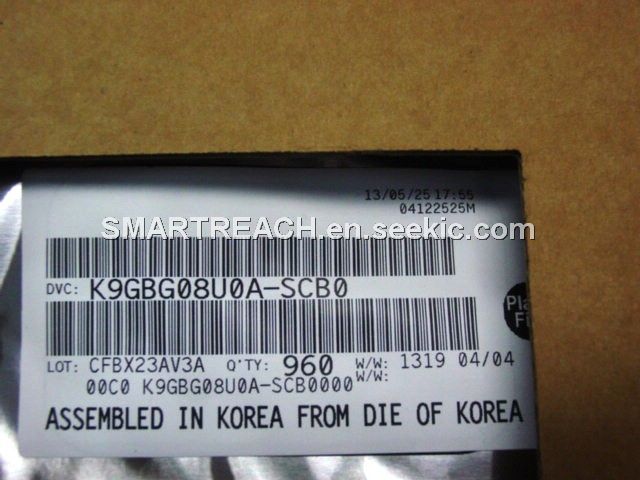 13/05/25 17:55
04122525M
SMARTREACH.en.seekic.com
DVC: K9GBG08U0A-SCB0
LOT: CFBX23AV3A Q'TY: 960 W/W: 1319 04/04
00C0 K9GBG08U0A-SCB0000 W/W:
ASSEMBLED IN KOREA FROM DIE OF KOREA